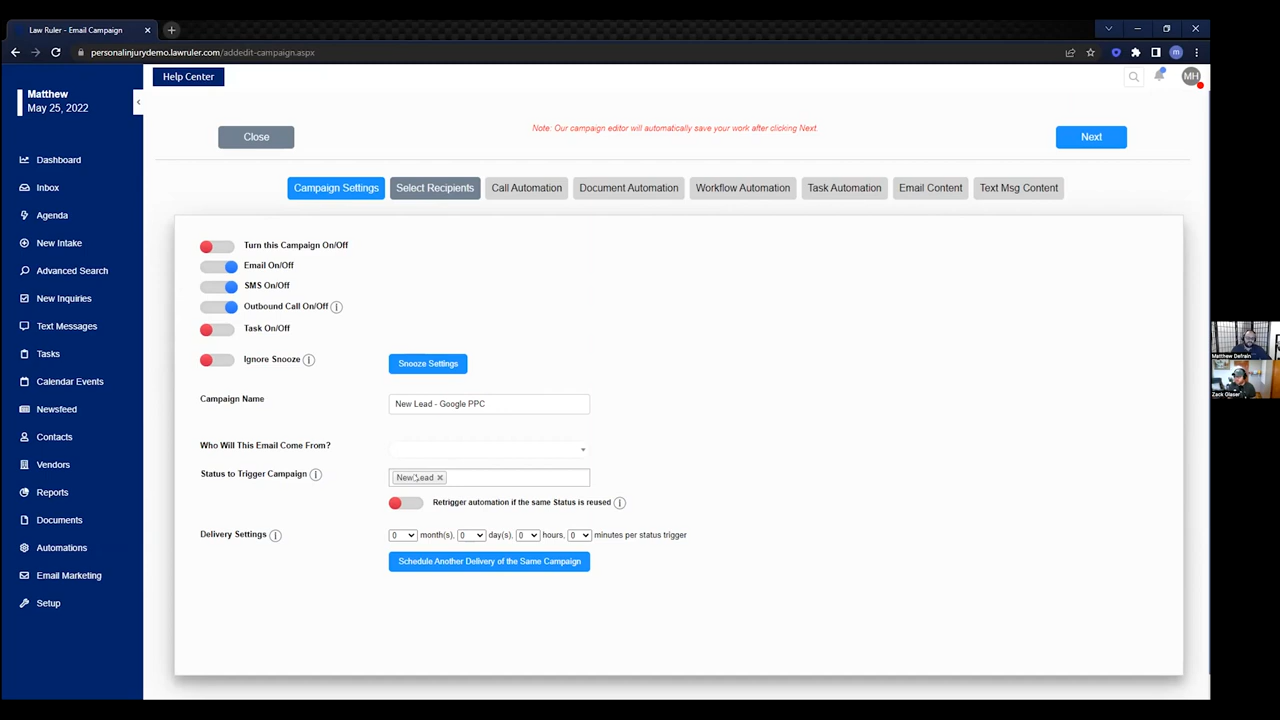 Law Ruler - Email Campaign
personalinjurydemo.lawruler.com/addedit-campaign.aspx
m
Matthew
May 25, 2022
Help Center
MH
Close
Note: Our campaign editor will automatically save your work after clicking Next.
Next
Dashboard
Inbox
Agenda
New Intake
Advanced Search
New Inquiries
Text Messages
Tasks
Calendar Events
Newsfeed
Contacts
Vendors
Reports
Documents
Automations
Email Marketing
Setup
Campaign Settings
Select Recipients
Call Automation
Document Automation
Workflow Automation
Task Automation
Email Content
Text Msg Content
Turn this Campaign On/Off
Email On/Off
SMS On/Off
Outbound Call On/Off i
Task On/Off
Ignore Snooze i
Snooze Settings
Campaign Name
New Lead - Google PPC
Who Will This Email Come From?
Status to Trigger Campaign i
New Lead ×
Retrigger automation if the same Status is reused i
Delivery Settings i
0 month(s), 0 day(s), 0 hours, 0 minutes per status trigger
Schedule Another Delivery of the Same Campaign
Matthew Defrain
Zack Glaser